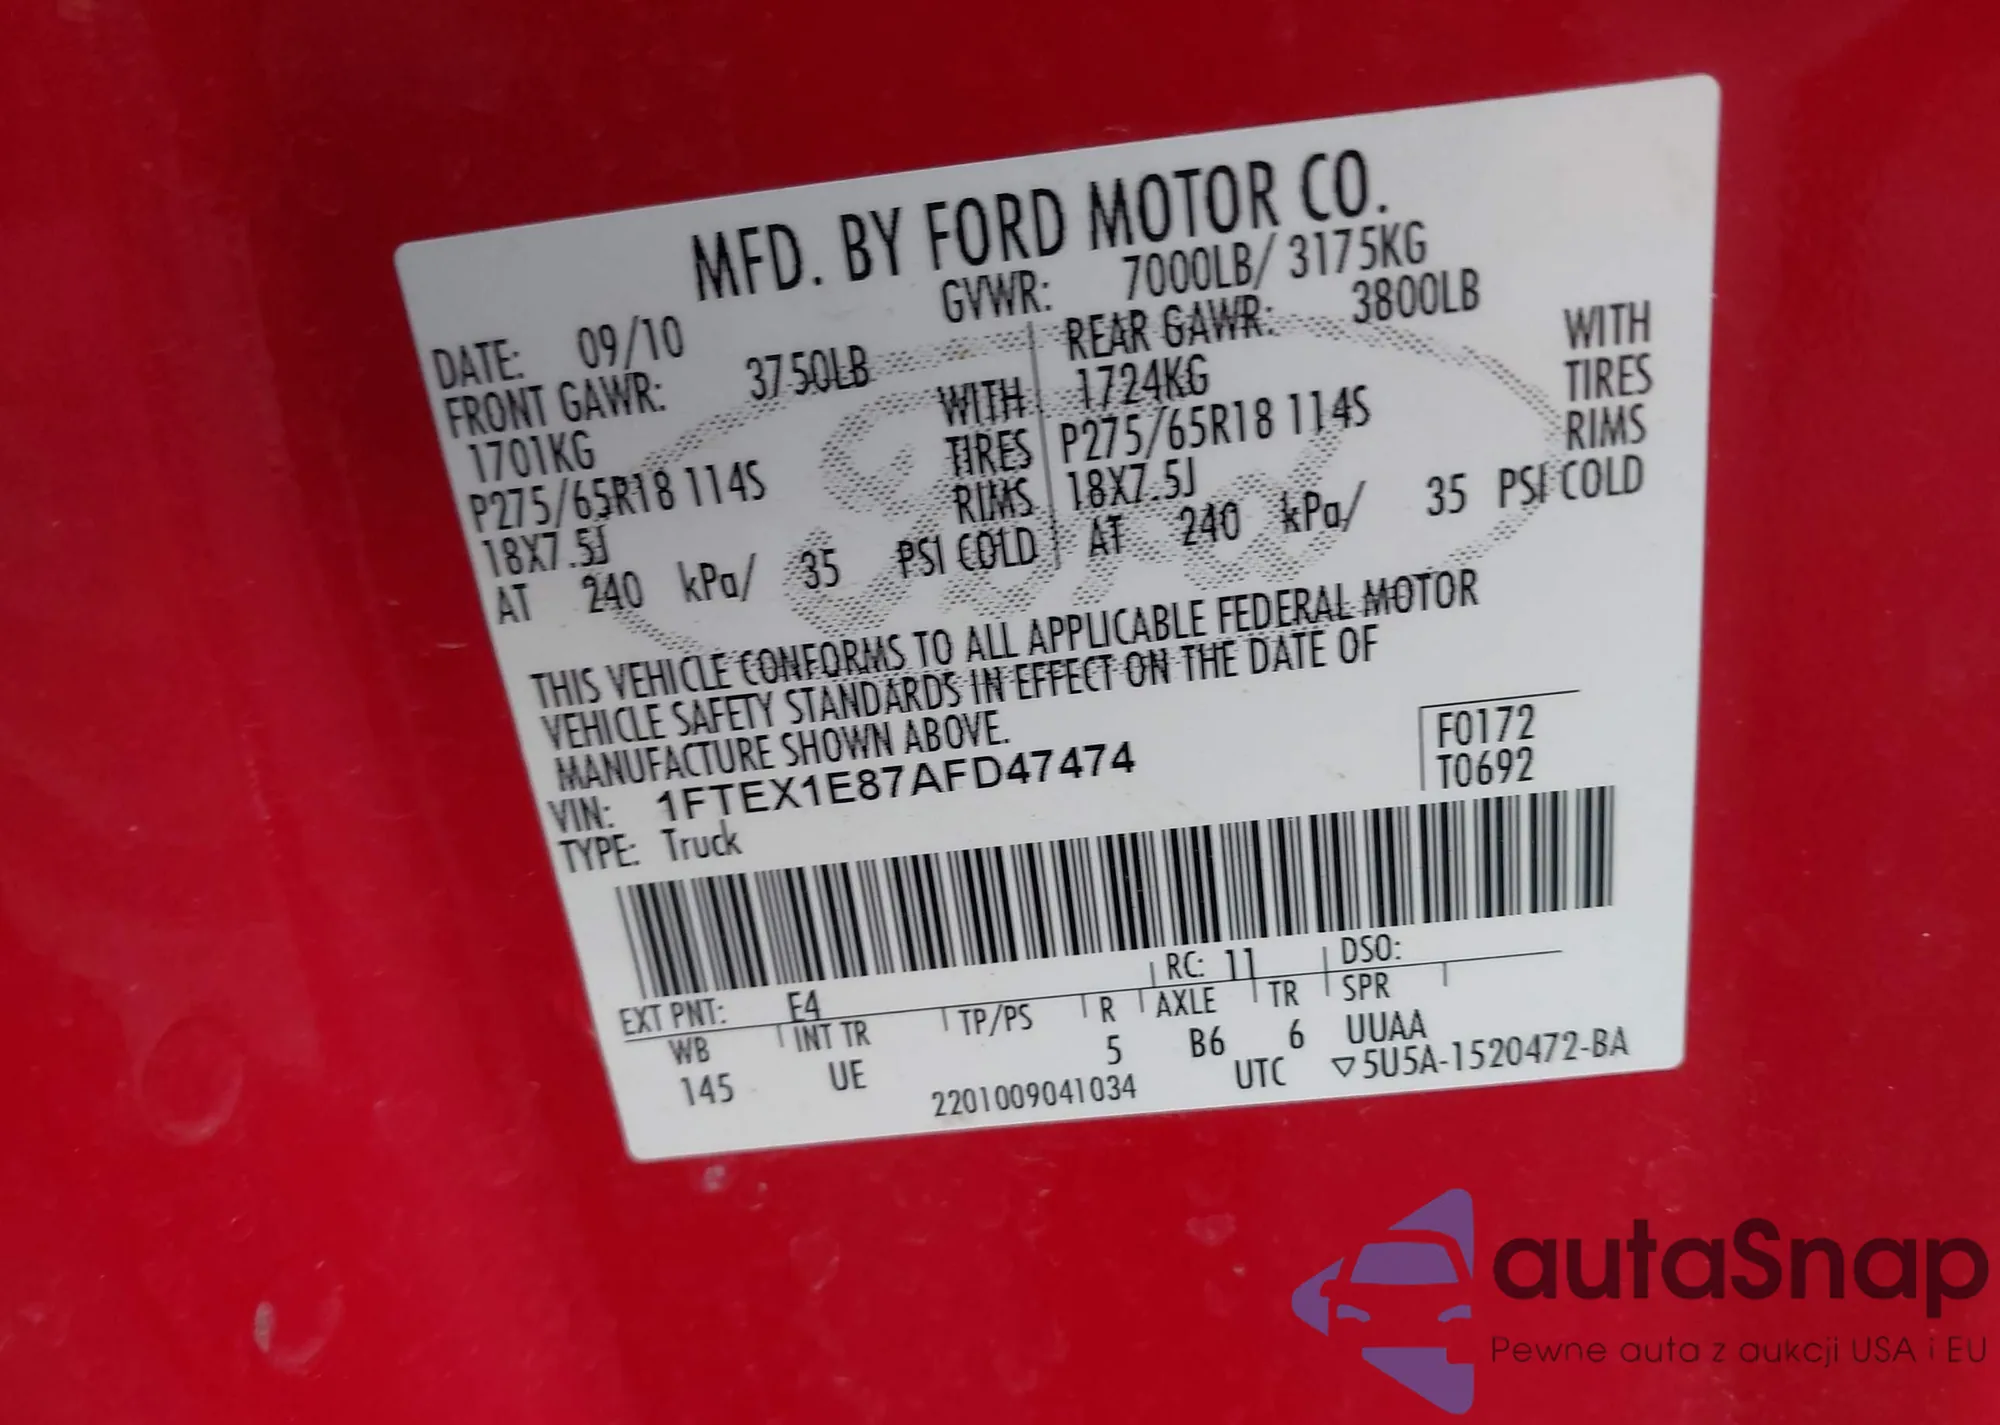 MFD. BY FORD MOTOR CO.
DATE: 09/10 GVWR: 7000LB/ 3175KG
FRONT GAWR: 3750LB REAR GAWR: 3800LB
1701KG WITH 1724KG WITH
P275/65R18 114S TIRES P275/65R18 114S TIRES
18X7.5J RIMS 18X7.5J RIMS
AT 240 kPa/ 35 PSI COLD AT 240 kPa/ 35 PSI COLD
THIS VEHICLE CONFORMS TO ALL APPLICABLE FEDERAL MOTOR
VEHICLE SAFETY STANDARDS IN EFFECT ON THE DATE OF
MANUFACTURE SHOWN ABOVE.
VIN: 1FTEX1E87AFD47474
TYPE: Truck
F0172
T0692
EXT PNT: E4 RC: 11 DSO:
WB INT TR TP/PS R AXLE TR SPR
145 UE 5 B6 6 UUAA
2201009041034 UTC ▽5U5A-1520472-BA
autaSnap
Pewne auta z aukcji USA i EU